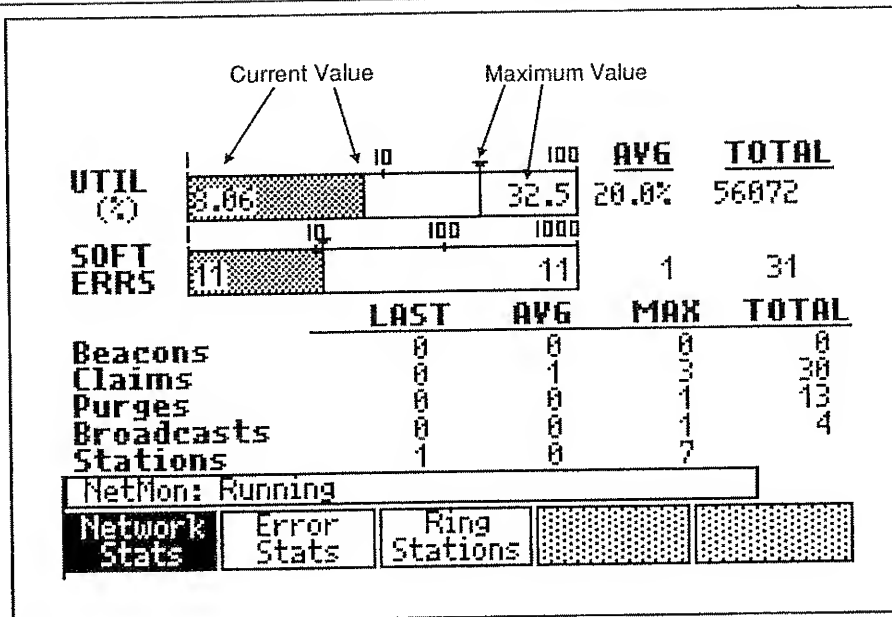 Current Value Maximum Value
1 10 100 AVG TOTAL
UTIL (%) 8.06 32.5 20.0% 56072
1 10 100 1000
SOFT ERRS 11 11 1 31
LAST AVG MAX TOTAL
Beacons 0 0 0 0
Claims 0 1 3 30
Purges 0 0 1 13
Broadcasts 0 0 1 4
Stations 1 0 7
NetMon: Running
Network Stats Error Stats Ring Stations